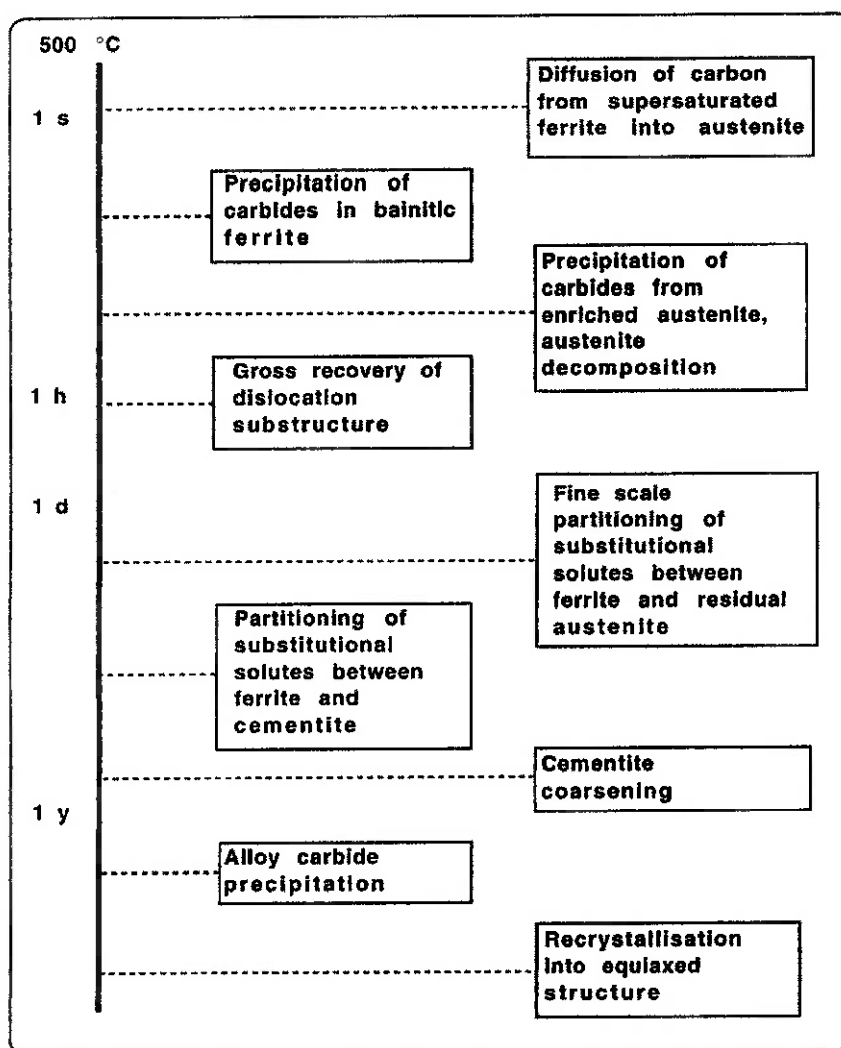 500 °C
1 s
Diffusion of carbon
from supersaturated
ferrite into austenite
Precipitation of
carbides in bainitic
ferrite
Precipitation of
carbides from
enriched austenite,
austenite
decomposition
1 h
Gross recovery of
dislocation
substructure
1 d
Fine scale
partitioning of
substitutional
solutes between
ferrite and residual
austenite
Partitioning of
substitutional
solutes between
ferrite and
cementite
Cementite
coarsening
1 y
Alloy carbide
precipitation
Recrystallisation
into equiaxed
structure